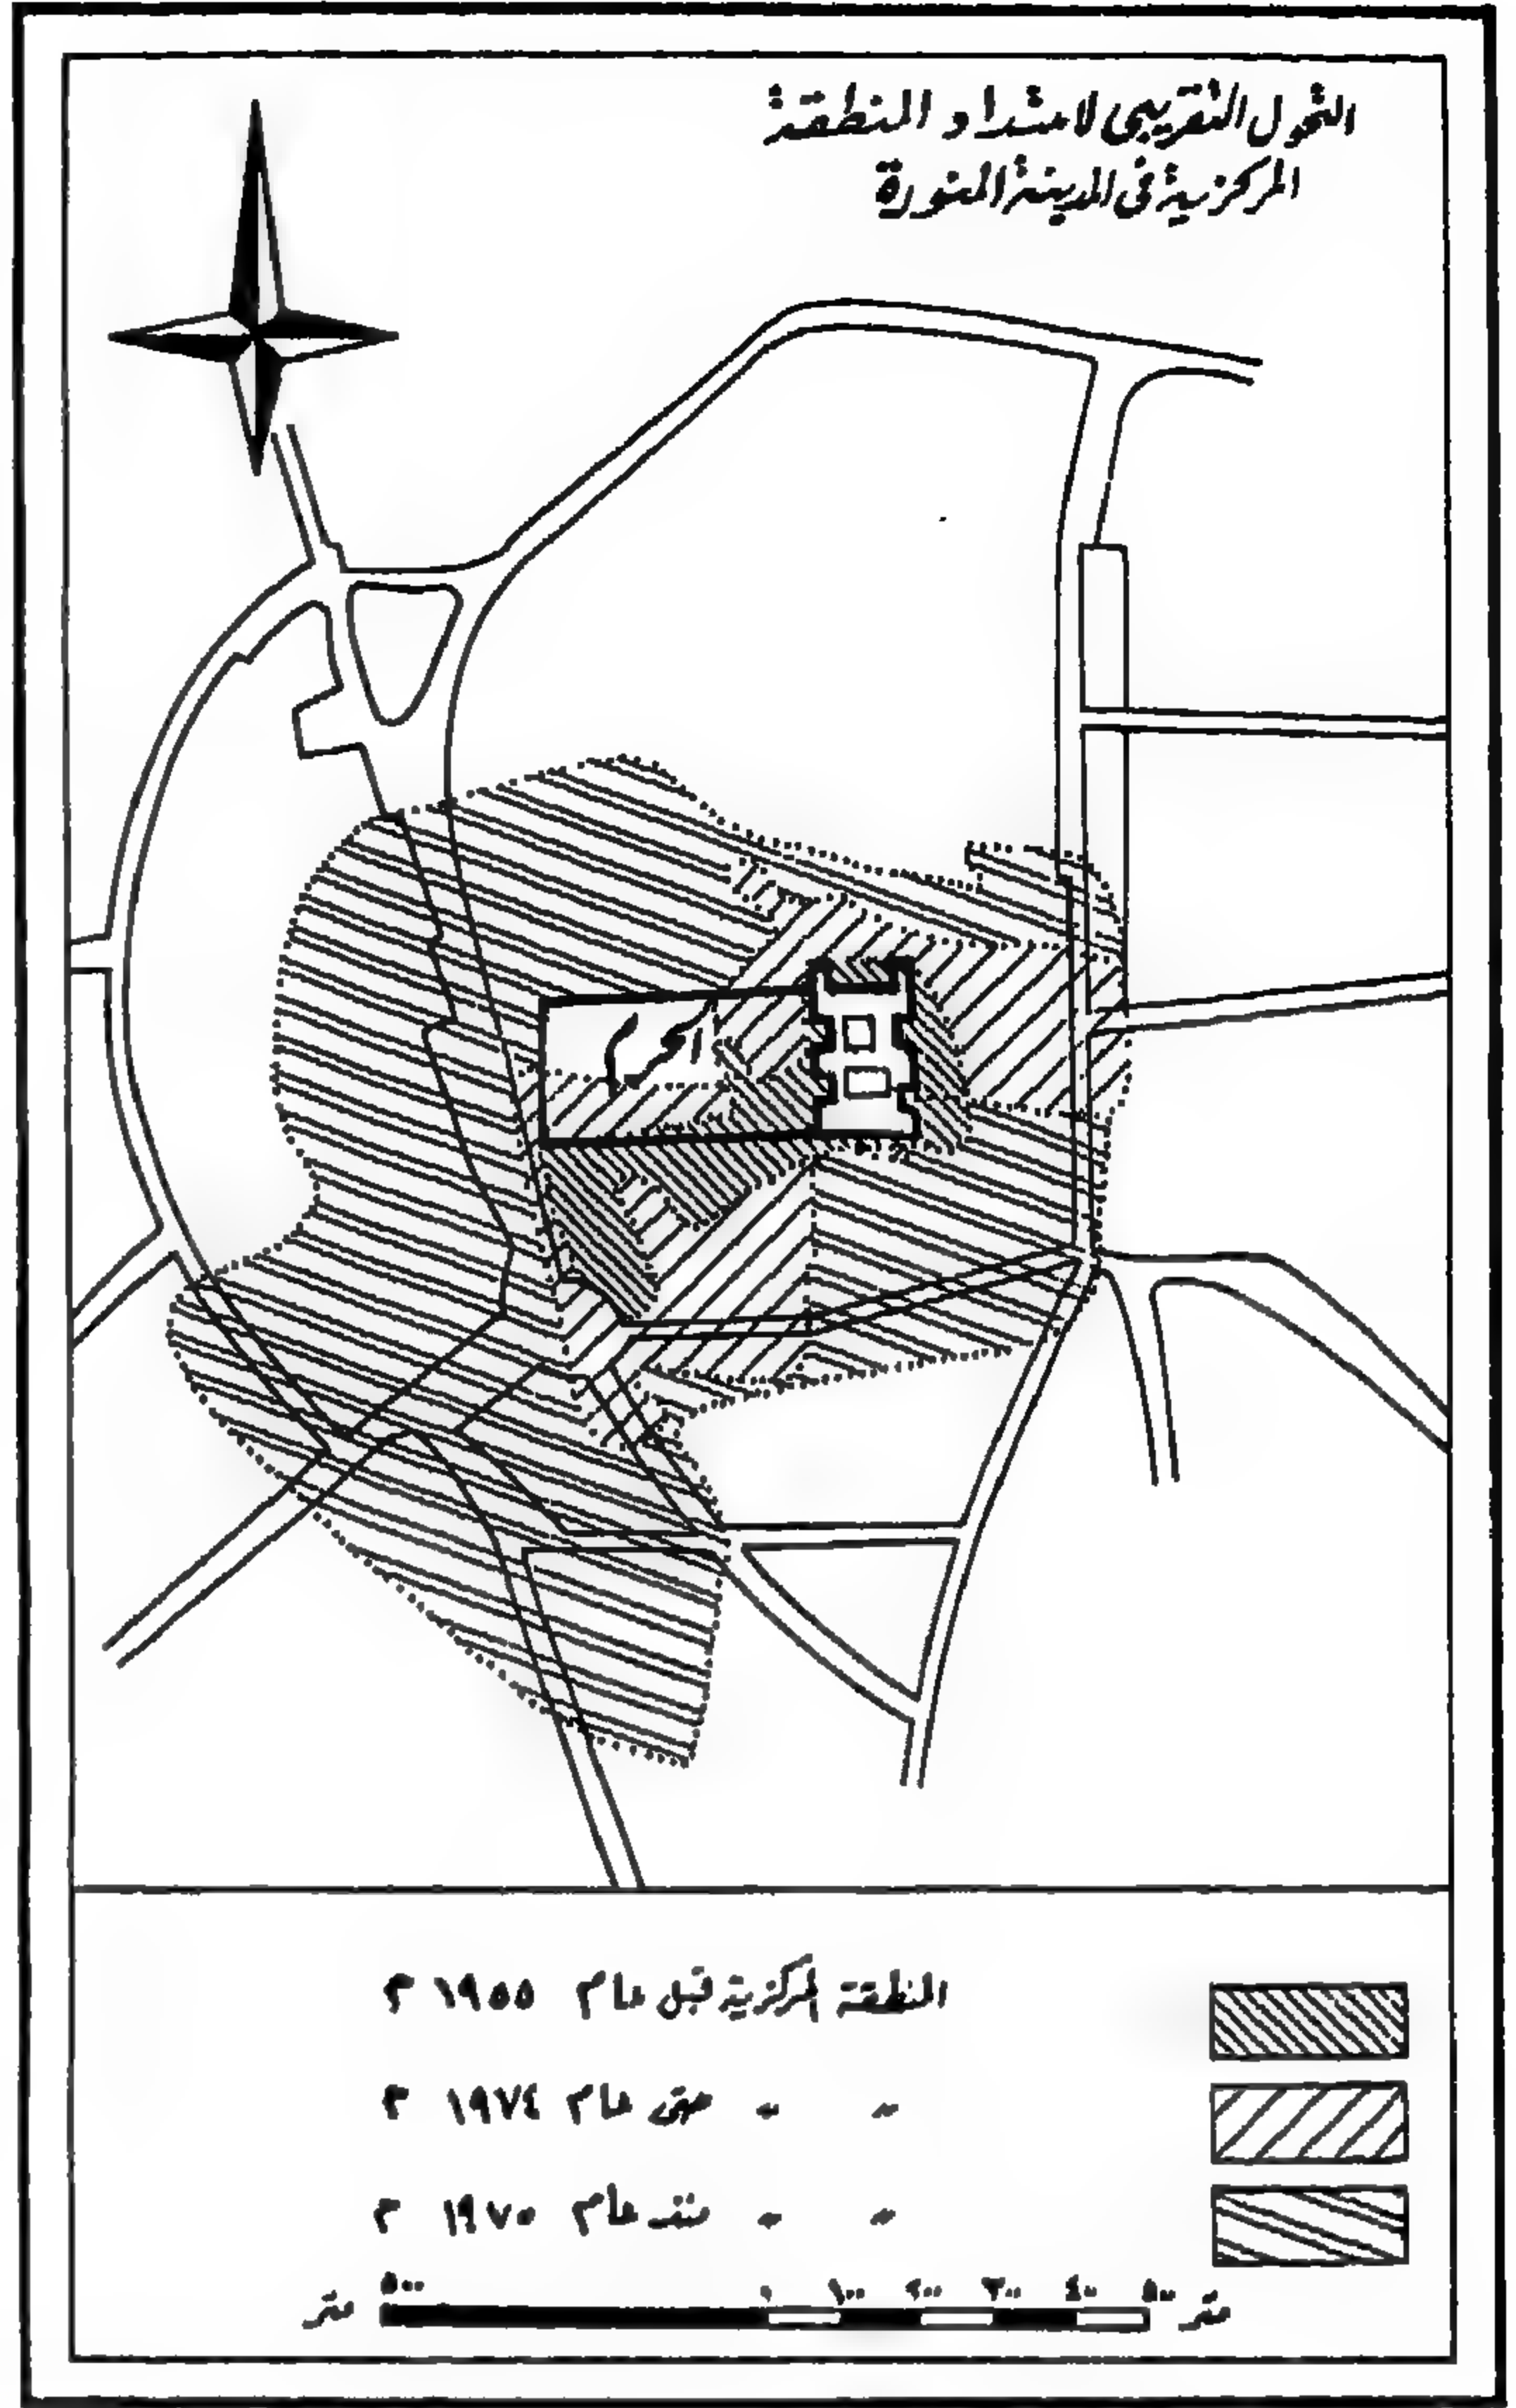 التحول التقريبي لامتداد المنطقة
المركزية في المدينة المنورة
الحرم
المنطقة المركزية قبل عام ١٩٥٥ م
〃 〃 حتى عام ١٩٧٤ م
〃 〃 منذ عام ١٩٧٥ م
متر ٥٠٠ ٠ ١٠٠ ٢٠٠ ٣٠٠ ٤٠٠ ٥٠٠ متر